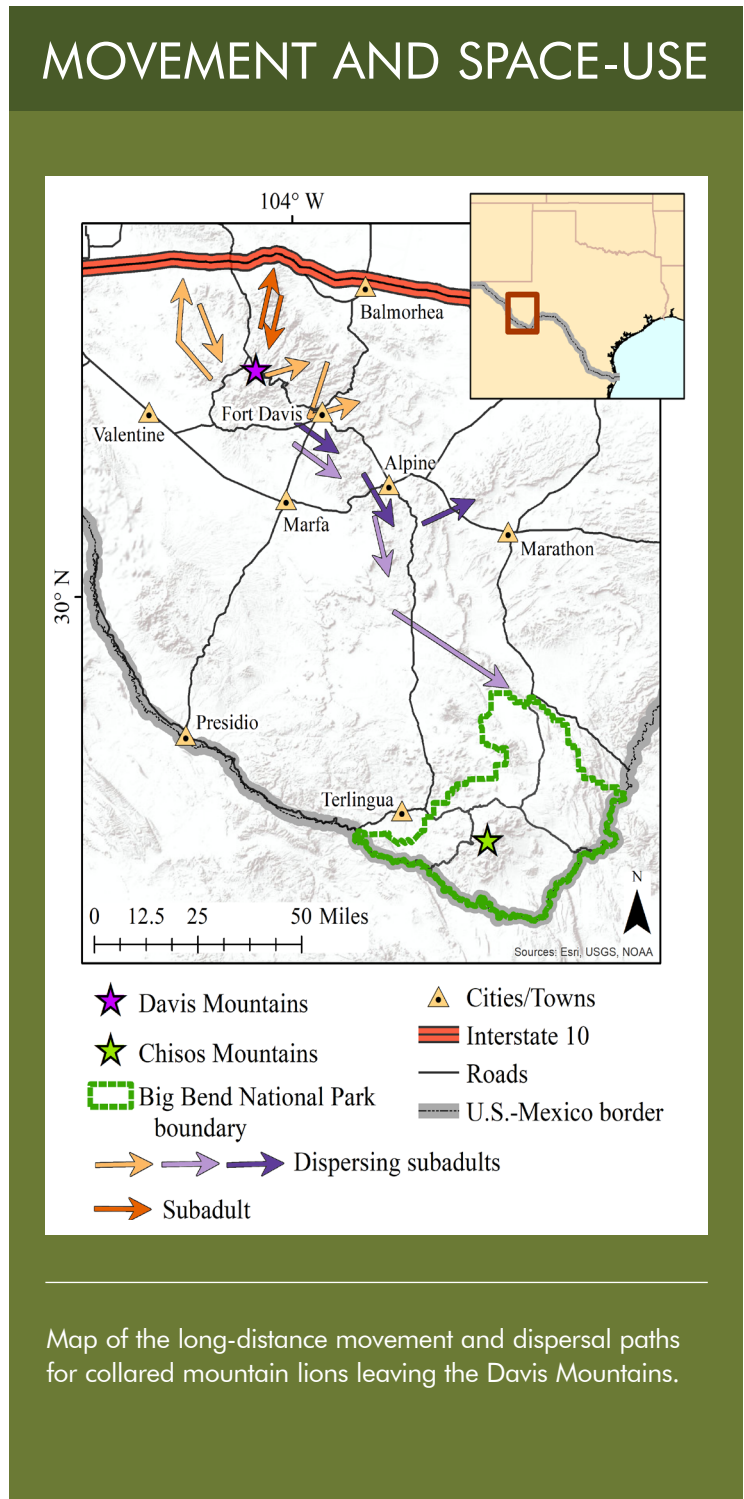 MOVEMENT AND SPACE-USE
104° W
Balmorhea
Fort Davis
Valentine
Alpine
Marfa
Marathon
30° N
Presidio
Terlingua
N
0 12.5 25 50 Miles
Sources: Esri, USGS, NOAA
Davis Mountains
Chisos Mountains
Big Bend National Park
boundary
Cities/Towns
Interstate 10
Roads
U.S.-Mexico border
Dispersing subadults
Subadult
Map of the long-distance movement and dispersal paths
for collared mountain lions leaving the Davis Mountains.